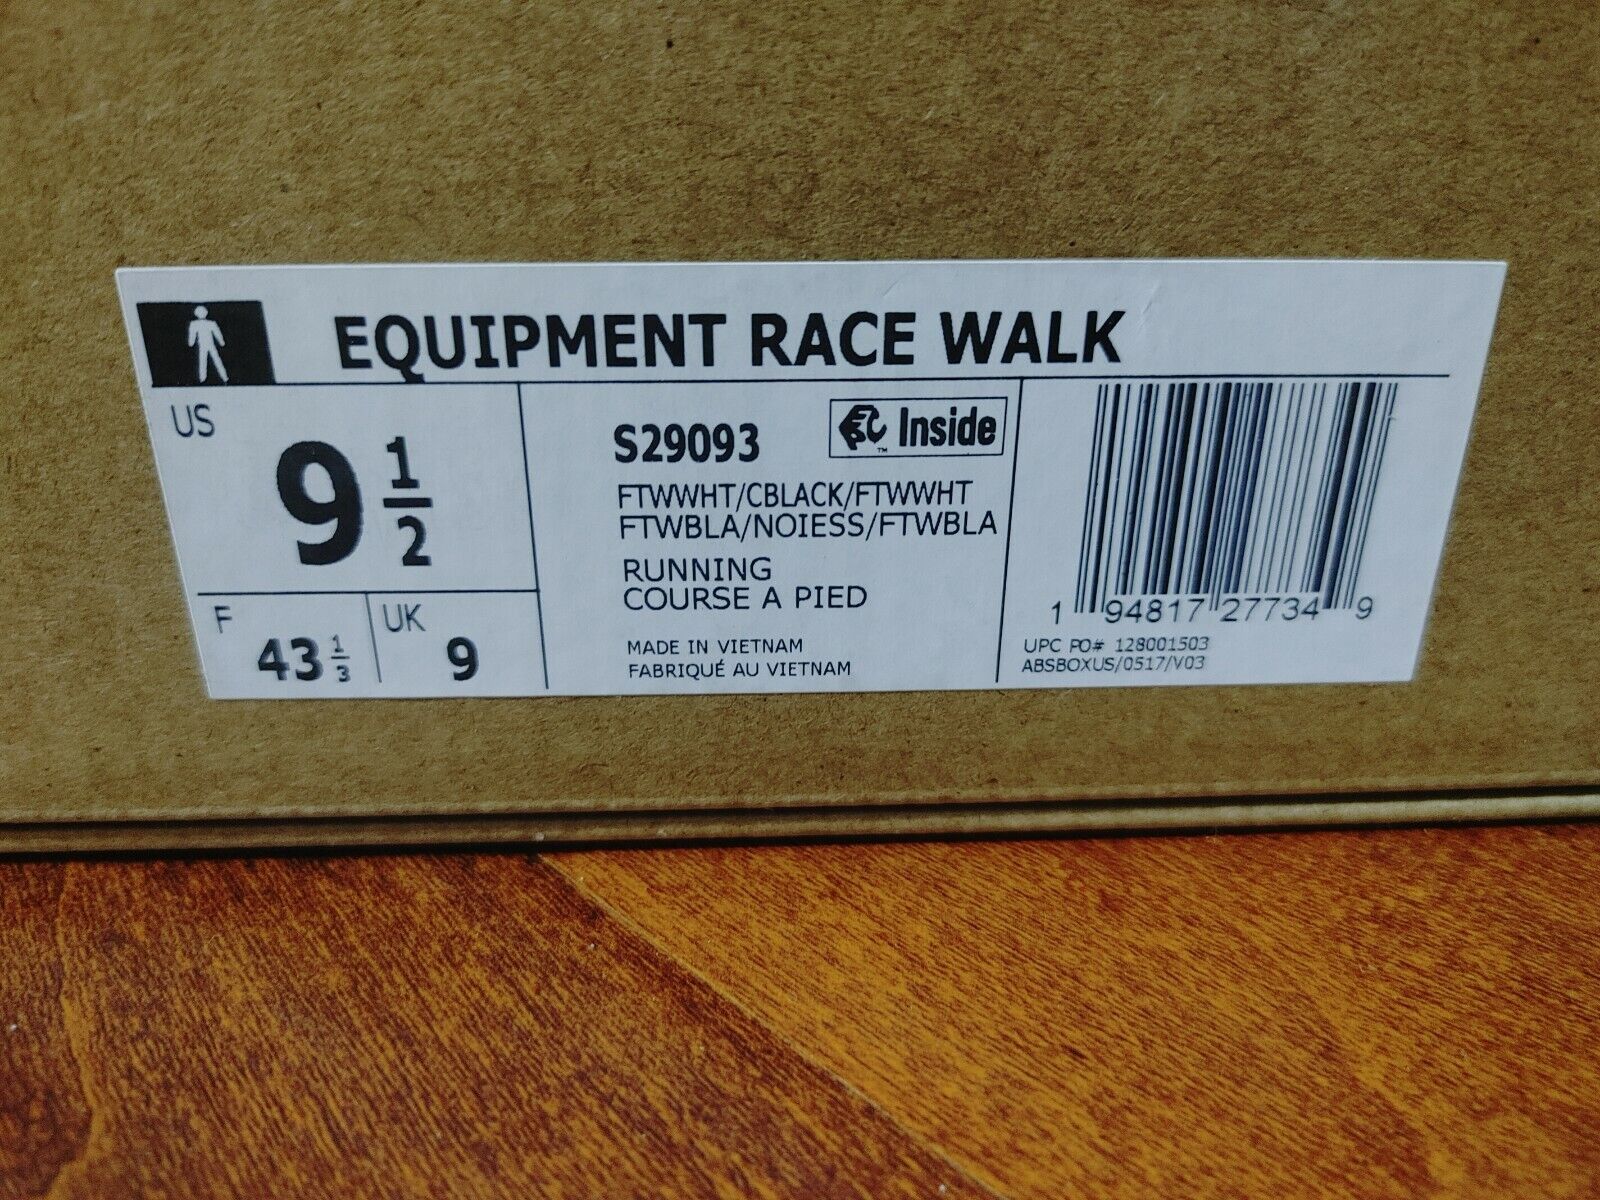 EQUIPMENT RACE WALK
US
9 1/2
F
43 1/3
UK
9
S29093
Inside
™
FTWWHT/CBLACK/FTWWHT
FTWBLA/NOIESS/FTWBLA
RUNNING
COURSE A PIED
MADE IN VIETNAM
FABRIQUÉ AU VIETNAM
1 94817 27734 9
UPC PO# 128001503
ABSBOXUS/0517/V03